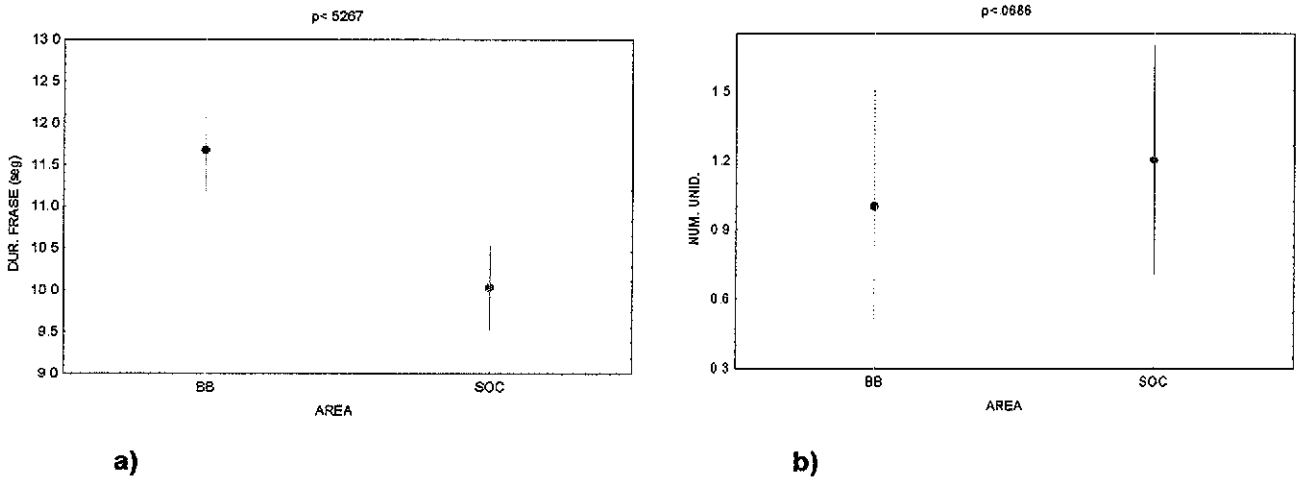 p<.5267
13.0
12.5
12.0
11.5
11.0
10.5
10.0
9.5
9.0
DUR. FRASE (seg)
BB
SOC
AREA
a)
p<.0686
1.5
1.2
0.9
0.6
0.3
NUM. UNID.
BB
SOC
AREA
b)